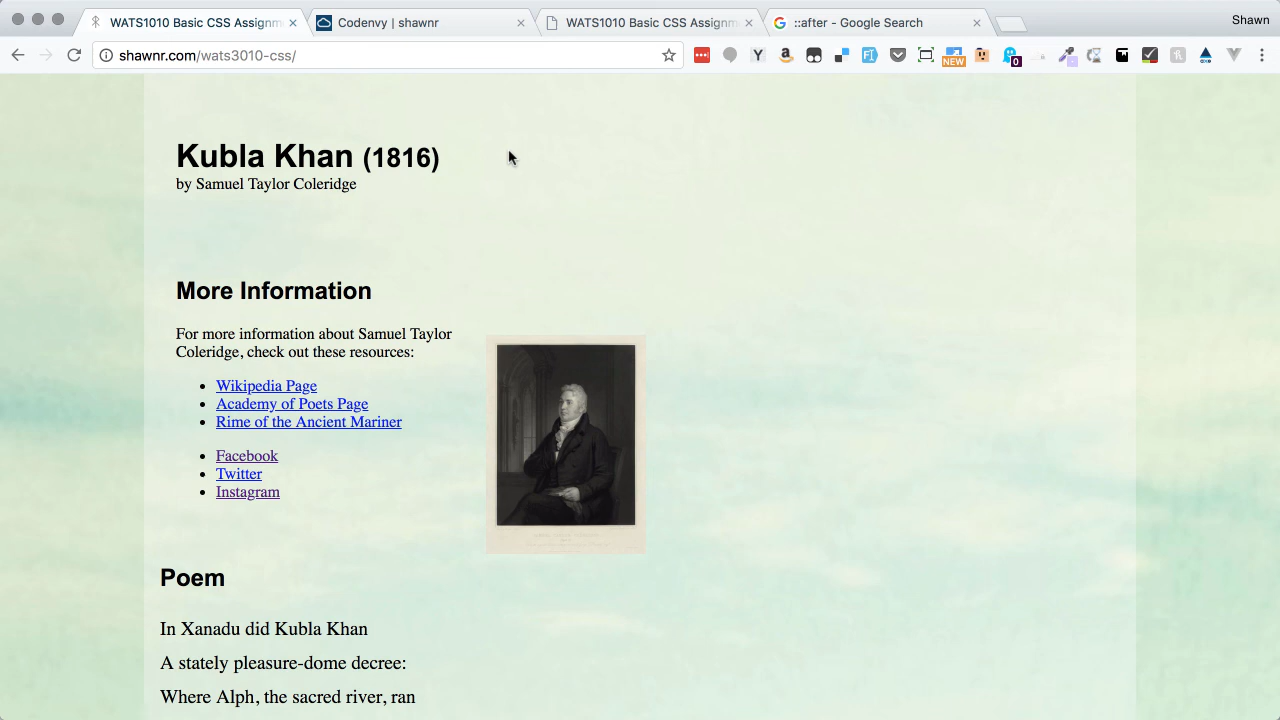 WATS1010 Basic CSS Assignm
Codenvy | shawnr
WATS1010 Basic CSS Assignm
::after - Google Search
Shawn
shawnr.com/wats3010-css/
NEW
0
Kubla Khan (1816)
by Samuel Taylor Coleridge
More Information
For more information about Samuel Taylor
Coleridge, check out these resources:
Wikipedia Page
Academy of Poets Page
Rime of the Ancient Mariner
Facebook
Twitter
Instagram
Poem
In Xanadu did Kubla Khan
A stately pleasure-dome decree:
Where Alph, the sacred river, ran